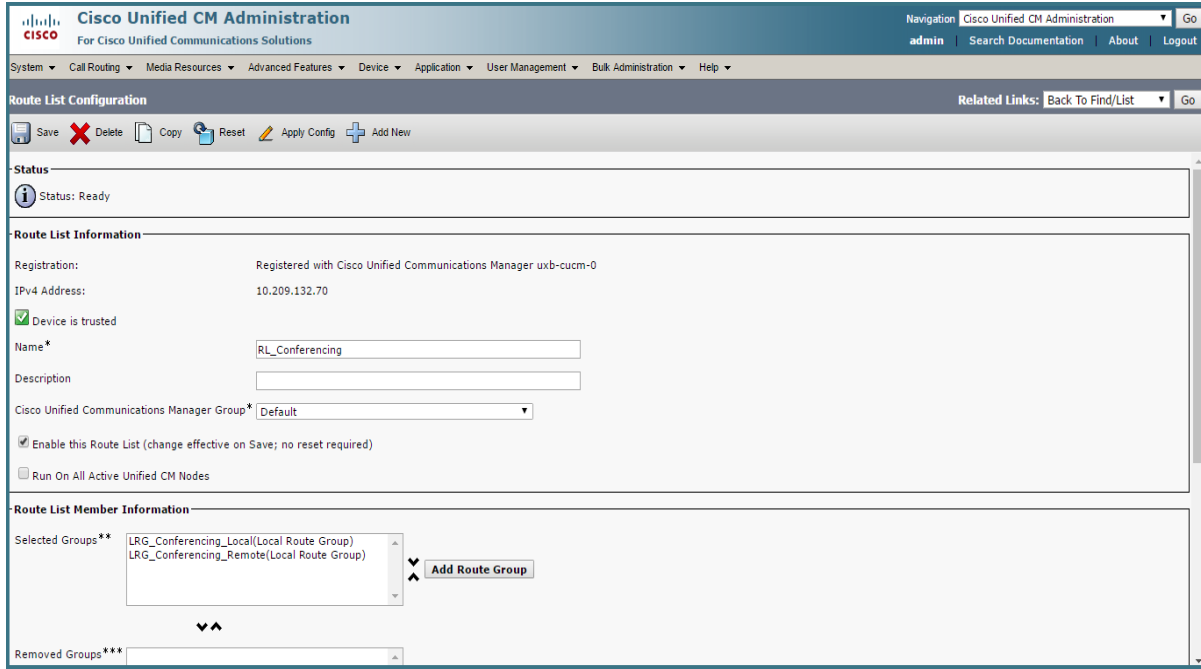 cisco
Cisco Unified CM Administration
For Cisco Unified Communications Solutions
Navigation Cisco Unified CM Administration Go
admin | Search Documentation | About | Logout
System Call Routing Media Resources Advanced Features Device Application User Management Bulk Administration Help
Route List Configuration
Related Links: Back To Find/List Go
Save Delete Copy Reset Apply Config Add New
Status
Status: Ready
Route List Information
Registration: Registered with Cisco Unified Communications Manager uxb-cucm-0
IPv4 Address: 10.209.132.70
Device is trusted
Name* RL_Conferencing
Description
Cisco Unified Communications Manager Group* Default
Enable this Route List (change effective on Save; no reset required)
Run On All Active Unified CM Nodes
Route List Member Information
Selected Groups** LRG_Conferencing_Local(Local Route Group)
LRG_Conferencing_Remote(Local Route Group)
Add Route Group
Removed Groups***